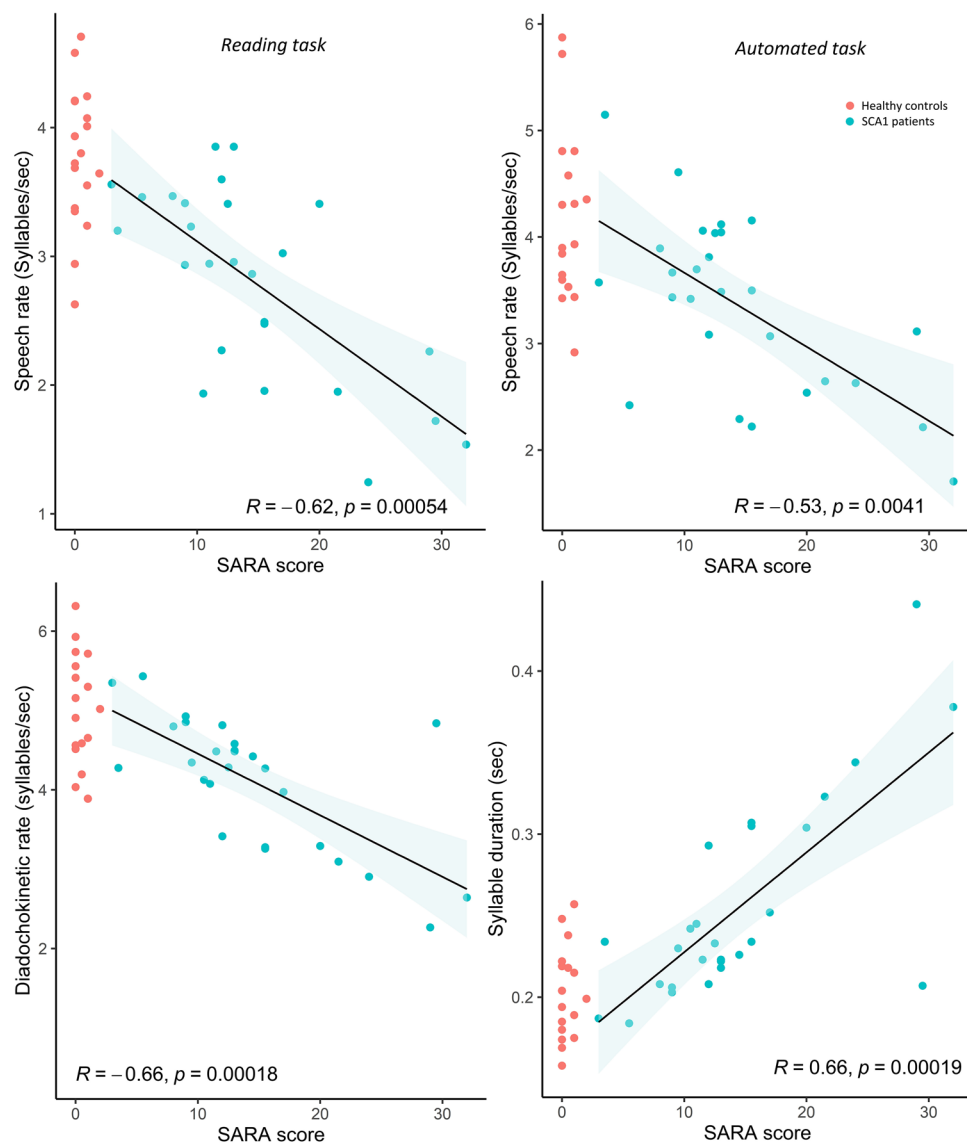 Reading task
4
3
2
1
Speech rate (Syllables/sec)
R = −0.62, p = 0.00054
0 10 20 30
SARA score
Automated task
Healthy controls
SCA1 patients
6
5
4
3
2
Speech rate (Syllables/sec)
R = −0.53, p = 0.0041
0 10 20 30
SARA score
6
4
2
Diadochokinetic rate (syllables/sec)
R = −0.66, p = 0.00018
0 10 20 30
SARA score
0.4
0.3
0.2
Syllable duration (sec)
R = 0.66, p = 0.00019
0 10 20 30
SARA score